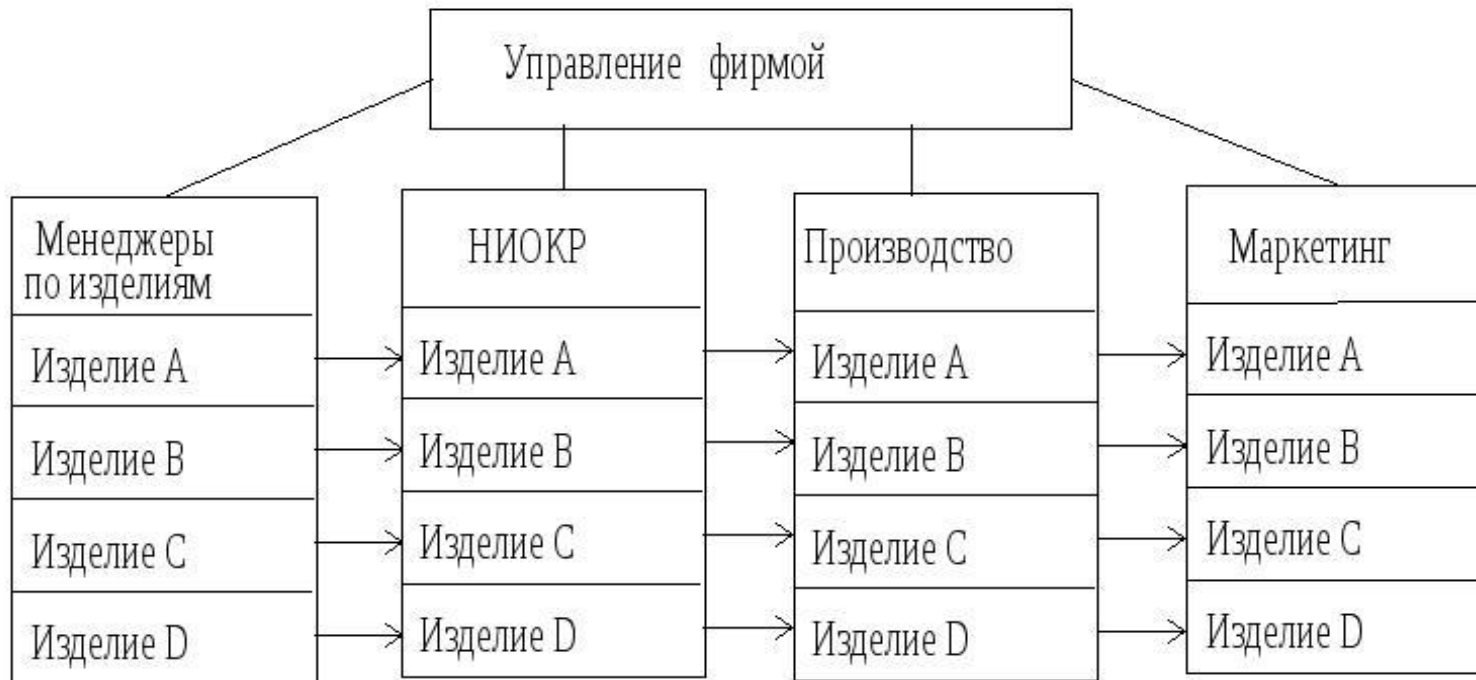 Управление фирмой
Менеджеры
по изделиям
НИОКР
Производство
Маркетинг
Изделие A
Изделие A
Изделие A
Изделие A
Изделие B
Изделие B
Изделие B
Изделие B
Изделие C
Изделие C
Изделие C
Изделие C
Изделие D
Изделие D
Изделие D
Изделие D